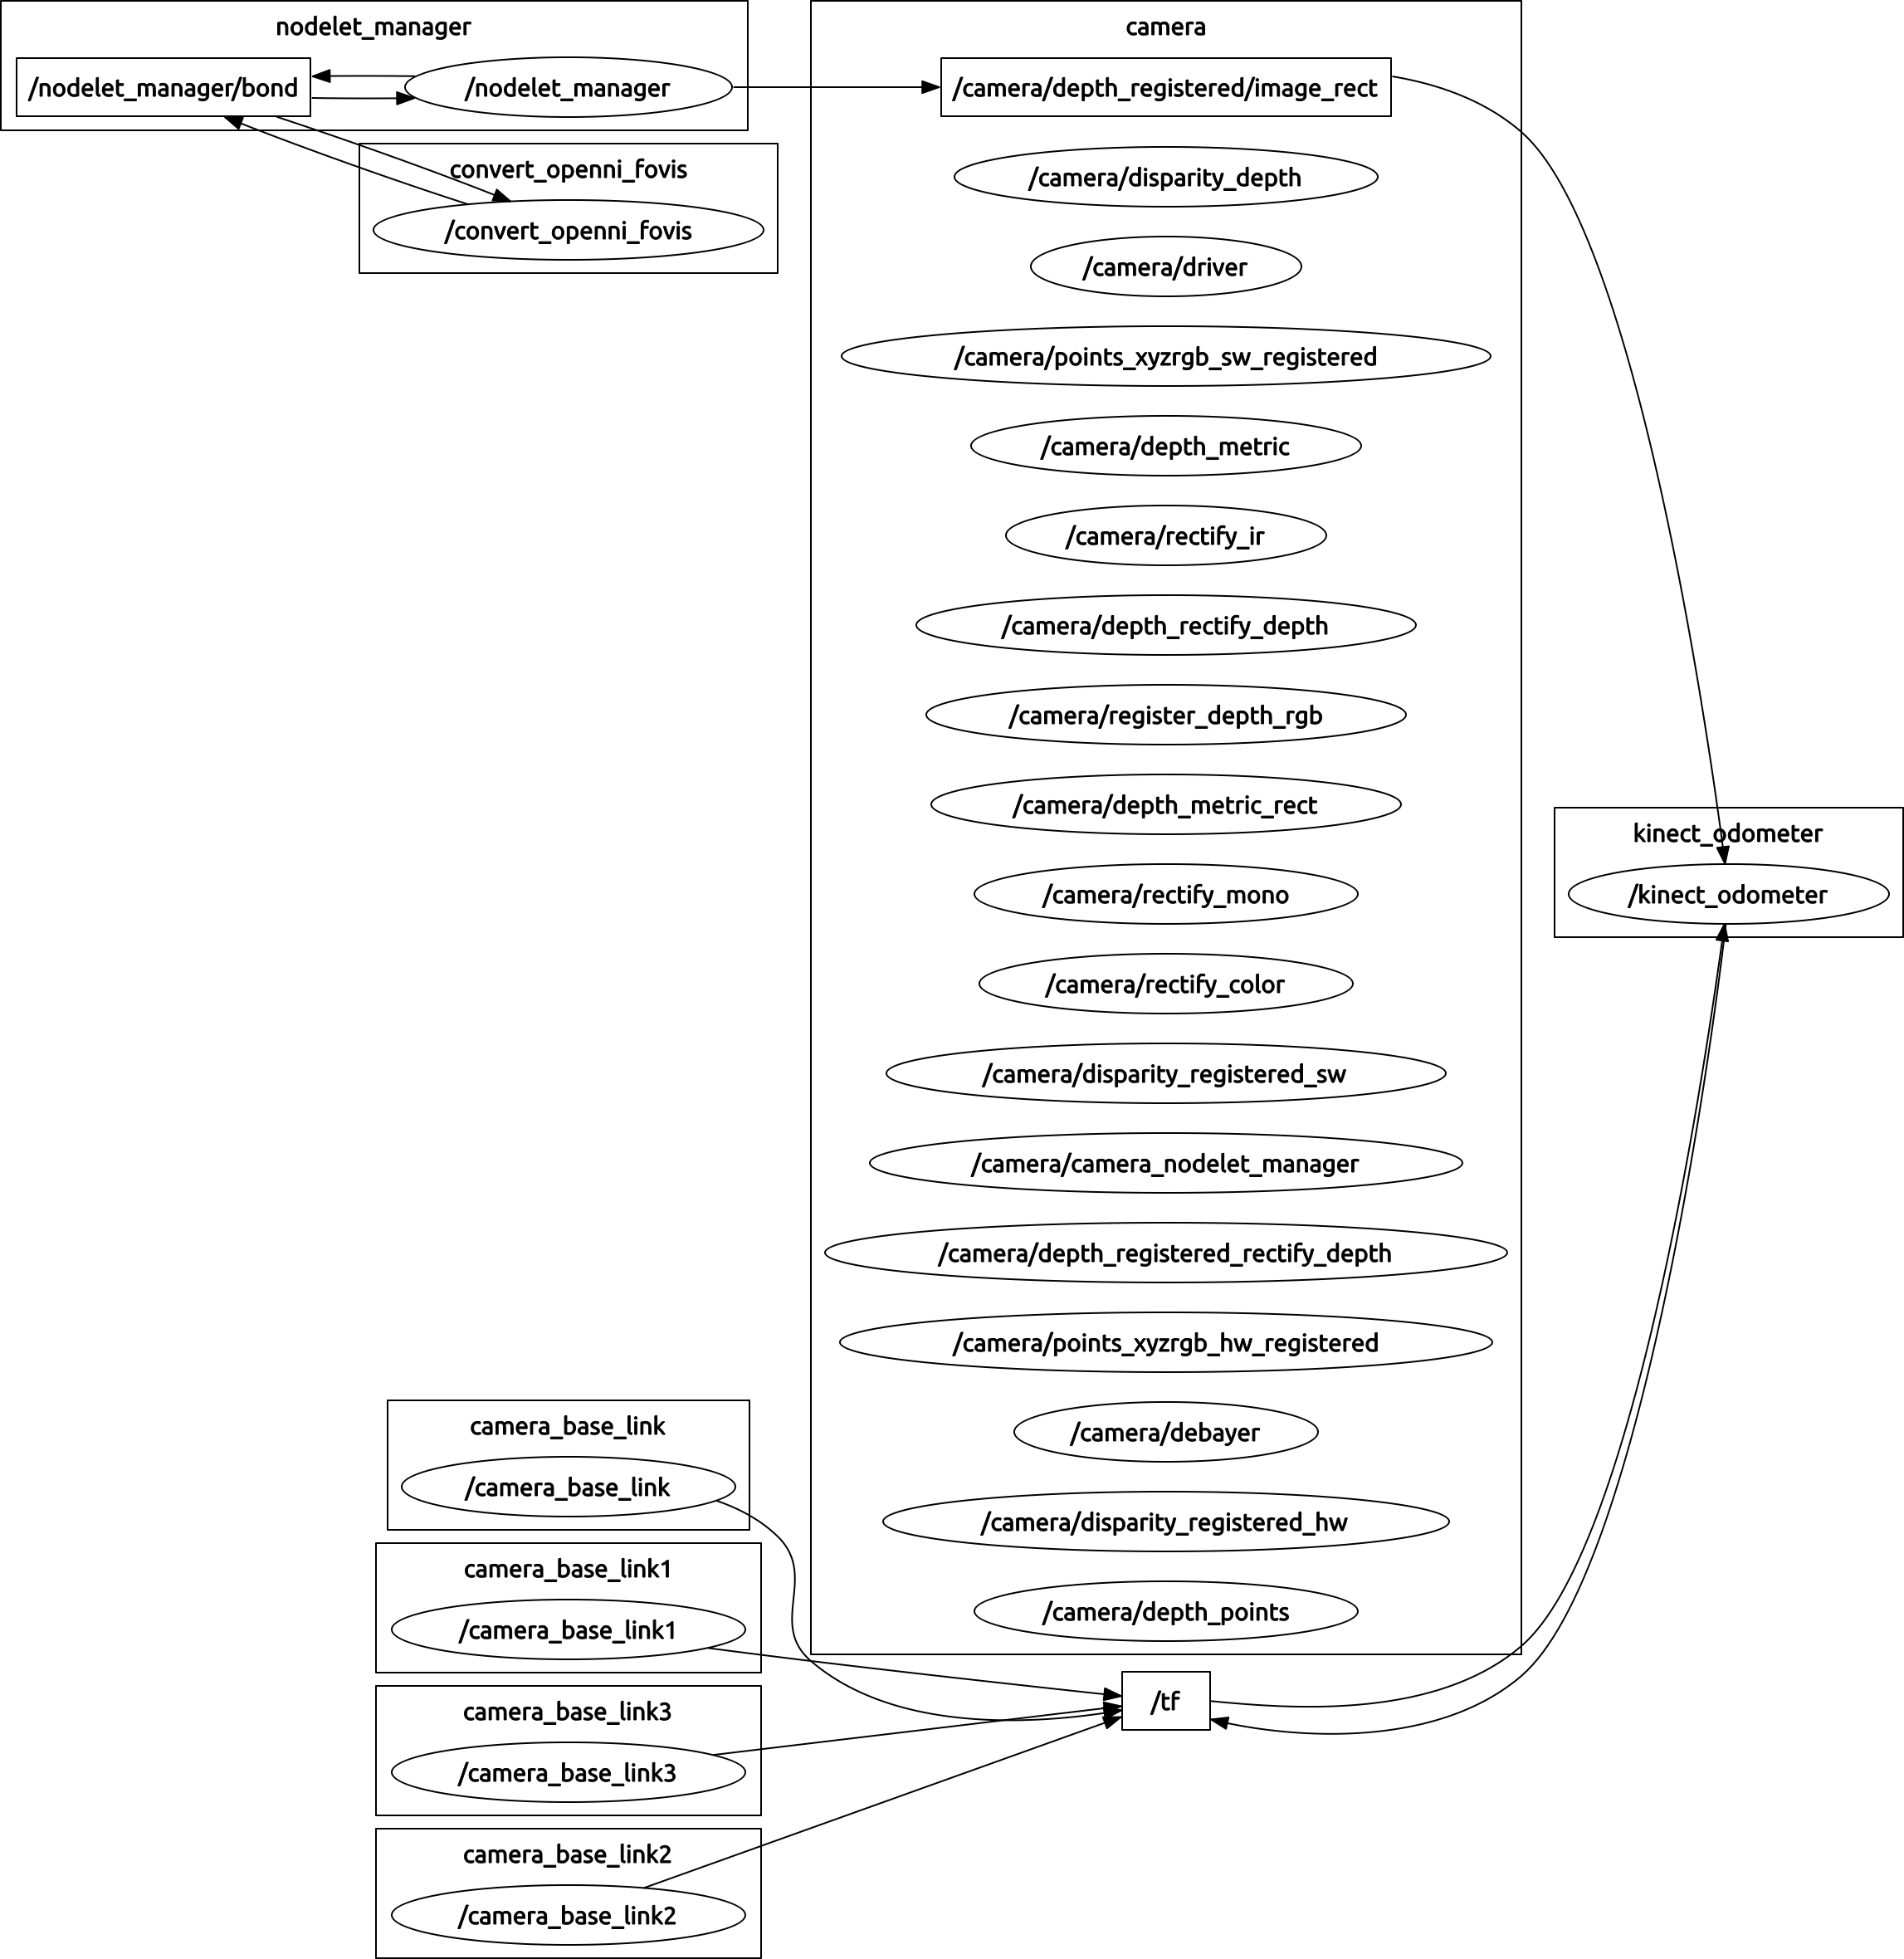 nodelet_manager
/nodelet_manager/bond
/nodelet_manager
convert_openni_fovis
/convert_openni_fovis
camera
/camera/depth_registered/image_rect
/camera/disparity_depth
/camera/driver
/camera/points_xyzrgb_sw_registered
/camera/depth_metric
/camera/rectify_ir
/camera/depth_rectify_depth
/camera/register_depth_rgb
/camera/depth_metric_rect
/camera/rectify_mono
/camera/rectify_color
/camera/disparity_registered_sw
/camera/camera_nodelet_manager
/camera/depth_registered_rectify_depth
/camera/points_xyzrgb_hw_registered
/camera/debayer
/camera/disparity_registered_hw
/camera/depth_points
kinect_odometer
/kinect_odometer
camera_base_link
/camera_base_link
camera_base_link1
/camera_base_link1
camera_base_link3
/camera_base_link3
camera_base_link2
/camera_base_link2
/tf